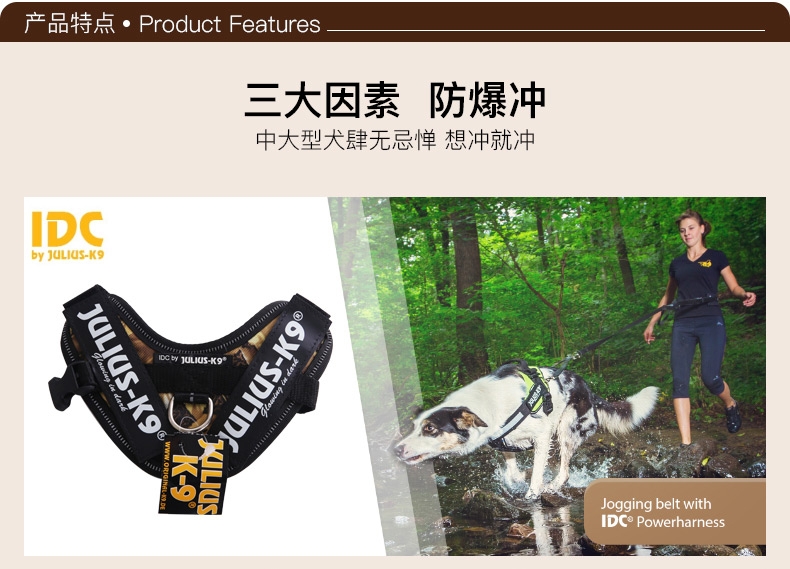 产品特点 • Product Features
三大因素 防爆冲
中大型犬肆无忌惮 想冲就冲
IDC
by JULIUS-K9
JULIUS-K9®
Glowing in dark
IDC by JULIUS-K9®
JULIUS-K9®
Glowing in dark
JULIUS
K-9®
WWW.ORIGINAL-K9.DE
Jogging belt with
IDC® Powerharness